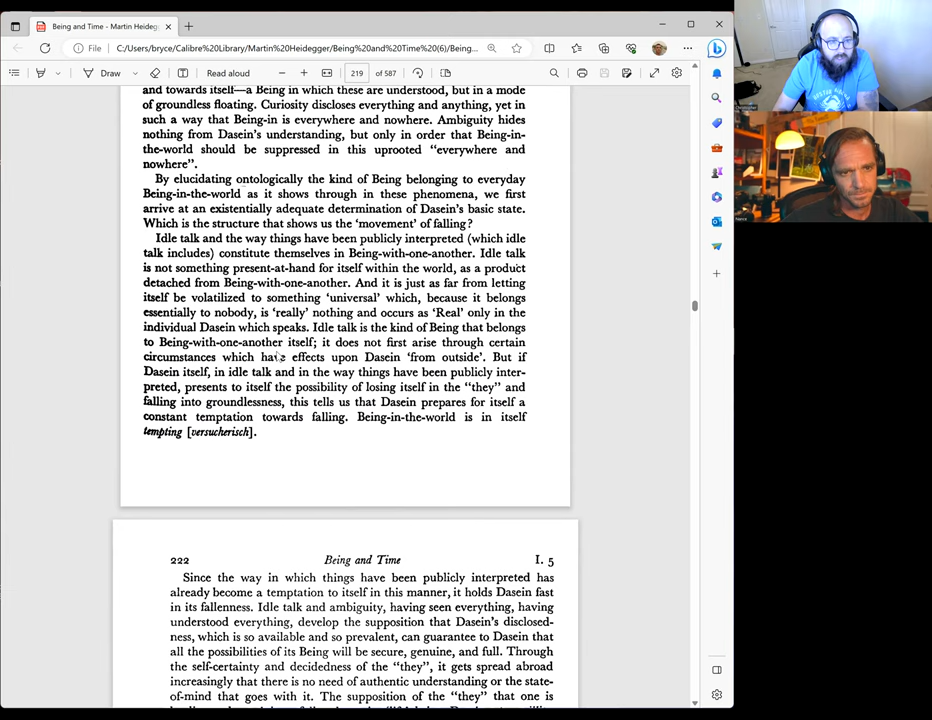 Being and Time - Martin Heideg
File
C:/Users/bryce/Calibre%20Library/Martin%20Heidegger/Being%20and%20Time%20(6)/Being...
Draw
Read aloud
219
of 587
and towards itself—a Being in which these are understood, but in a mode
of groundless floating. Curiosity discloses everything and anything, yet in
such a way that Being-in is everywhere and nowhere. Ambiguity hides
nothing from Dasein's understanding, but only in order that Being-in-
the-world should be suppressed in this uprooted "everywhere and
nowhere".
By elucidating ontologically the kind of Being belonging to everyday
Being-in-the-world as it shows through in these phenomena, we first
arrive at an existentially adequate determination of Dasein's basic state.
Which is the structure that shows us the 'movement' of falling?
Idle talk and the way things have been publicly interpreted (which idle
talk includes) constitute themselves in Being-with-one-another. Idle talk
is not something present-at-hand for itself within the world, as a product
detached from Being-with-one-another. And it is just as far from letting
itself be volatilized to something 'universal' which, because it belongs
essentially to nobody, is 'really' nothing and occurs as 'Real' only in the
individual Dasein which speaks. Idle talk is the kind of Being that belongs
to Being-with-one-another itself; it does not first arise through certain
circumstances which have effects upon Dasein 'from outside'. But if
Dasein itself, in idle talk and in the way things have been publicly inter-
preted, presents to itself the possibility of losing itself in the "they" and
falling into groundlessness, this tells us that Dasein prepares for itself a
constant temptation towards falling. Being-in-the-world is in itself
tempting [versucherisch].
222
Being and Time
I. 5
Since the way in which things have been publicly interpreted has
already become a temptation to itself in this manner, it holds Dasein fast
in its fallenness. Idle talk and ambiguity, having seen everything, having
understood everything, develop the supposition that Dasein's disclosed-
ness, which is so available and so prevalent, can guarantee to Dasein that
all the possibilities of its Being will be secure, genuine, and full. Through
the self-certainty and decidedness of the "they", it gets spread abroad
increasingly that there is no need of authentic understanding or the state-
of-mind that goes with it. The supposition of the "they" that one is